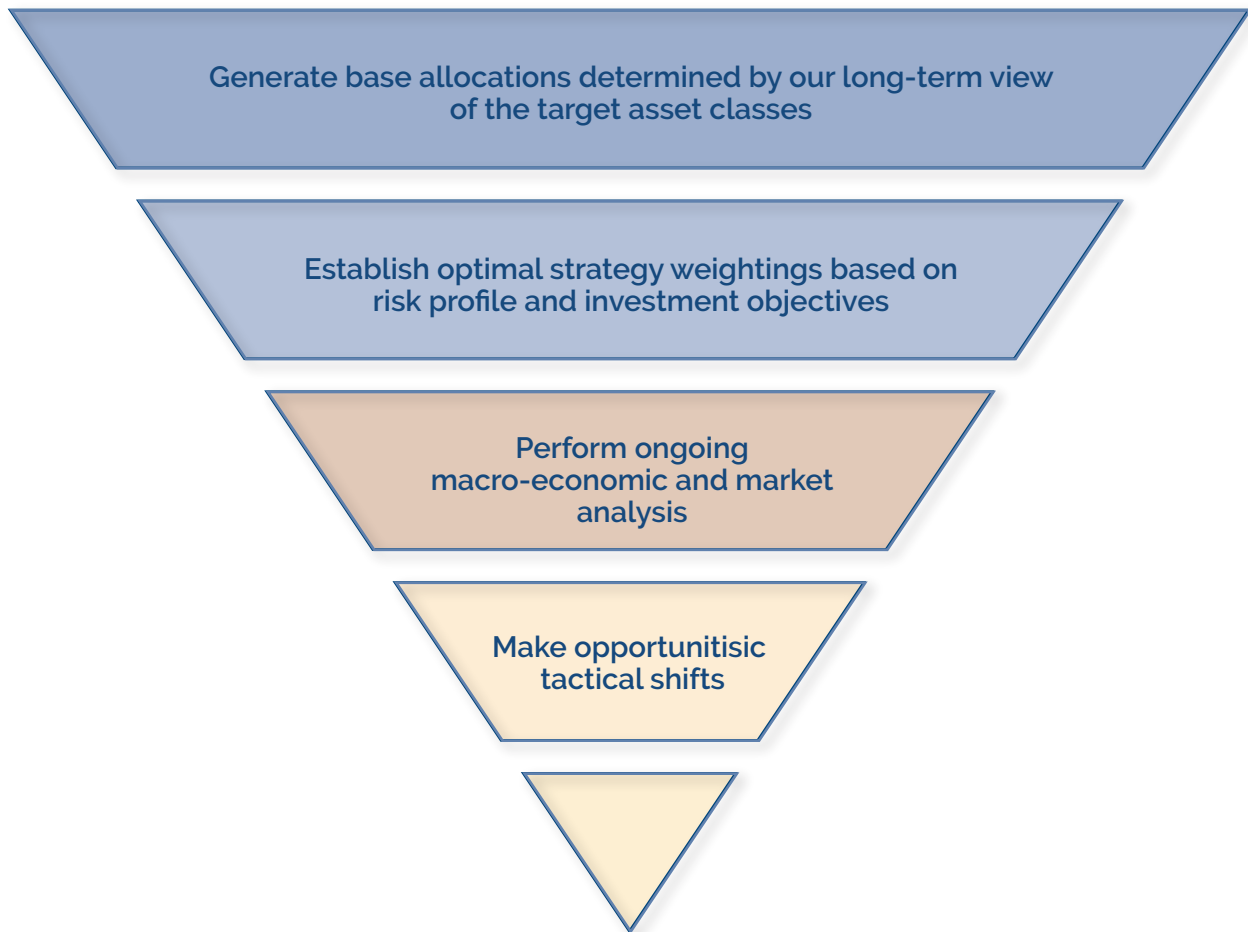 Generate base allocations determined by our long-term view
of the target asset classes
Establish optimal strategy weightings based on
risk profile and investment objectives
Perform ongoing
macro-economic and market
analysis
Make opportunitisic
tactical shifts